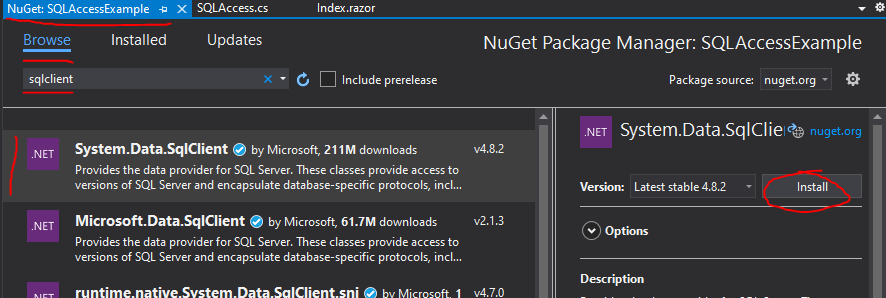 NuGet: SQLAccessExample
SQLAccess.cs
Index.razor
Browse
Installed
Updates
NuGet Package Manager: SQLAccessExample
sqlclient
Include prerelease
Package source:
nuget.org
.NET
System.Data.SqlClient
by Microsoft, 211M downloads
v4.8.2
Provides the data provider for SQL Server. These classes provide access to
versions of SQL Server and encapsulate database-specific protocols, incl...
.NET
Microsoft.Data.SqlClient
by Microsoft, 61.7M downloads
v2.1.3
Provides the data provider for SQL Server. These classes provide access to
versions of SQL Server and encapsulate database-specific protocols, incl...
runtime.native.System.Data.SqlClient.sni
by Microsoft, 1
v4.7.0
.NET
System.Data.SqlClie
nuget.org
Version:
Latest stable 4.8.2
Install
Options
Description